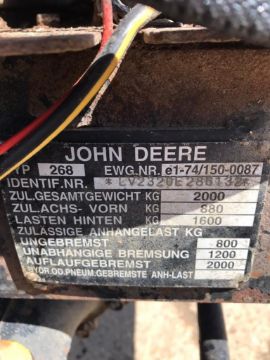 JOHN DEERE
TYP 268 EWG.NR. e1-74/150-0087
IDENTIF.NR.
ZUL.GESAMTGEWICHT KG 2000
ZUL.ACHS- VORN KG 880
LASTEN HINTEN KG 1600
ZULÄSSIGE ANHÄNGELAST KG
UNGEBREMST 800
UNABHÄNGIGE BREMSUNG 1200
AUFLAUFGEBREMST 2000
HYDR.OD.PNEUM.GEBREMSTE ANH-LAST